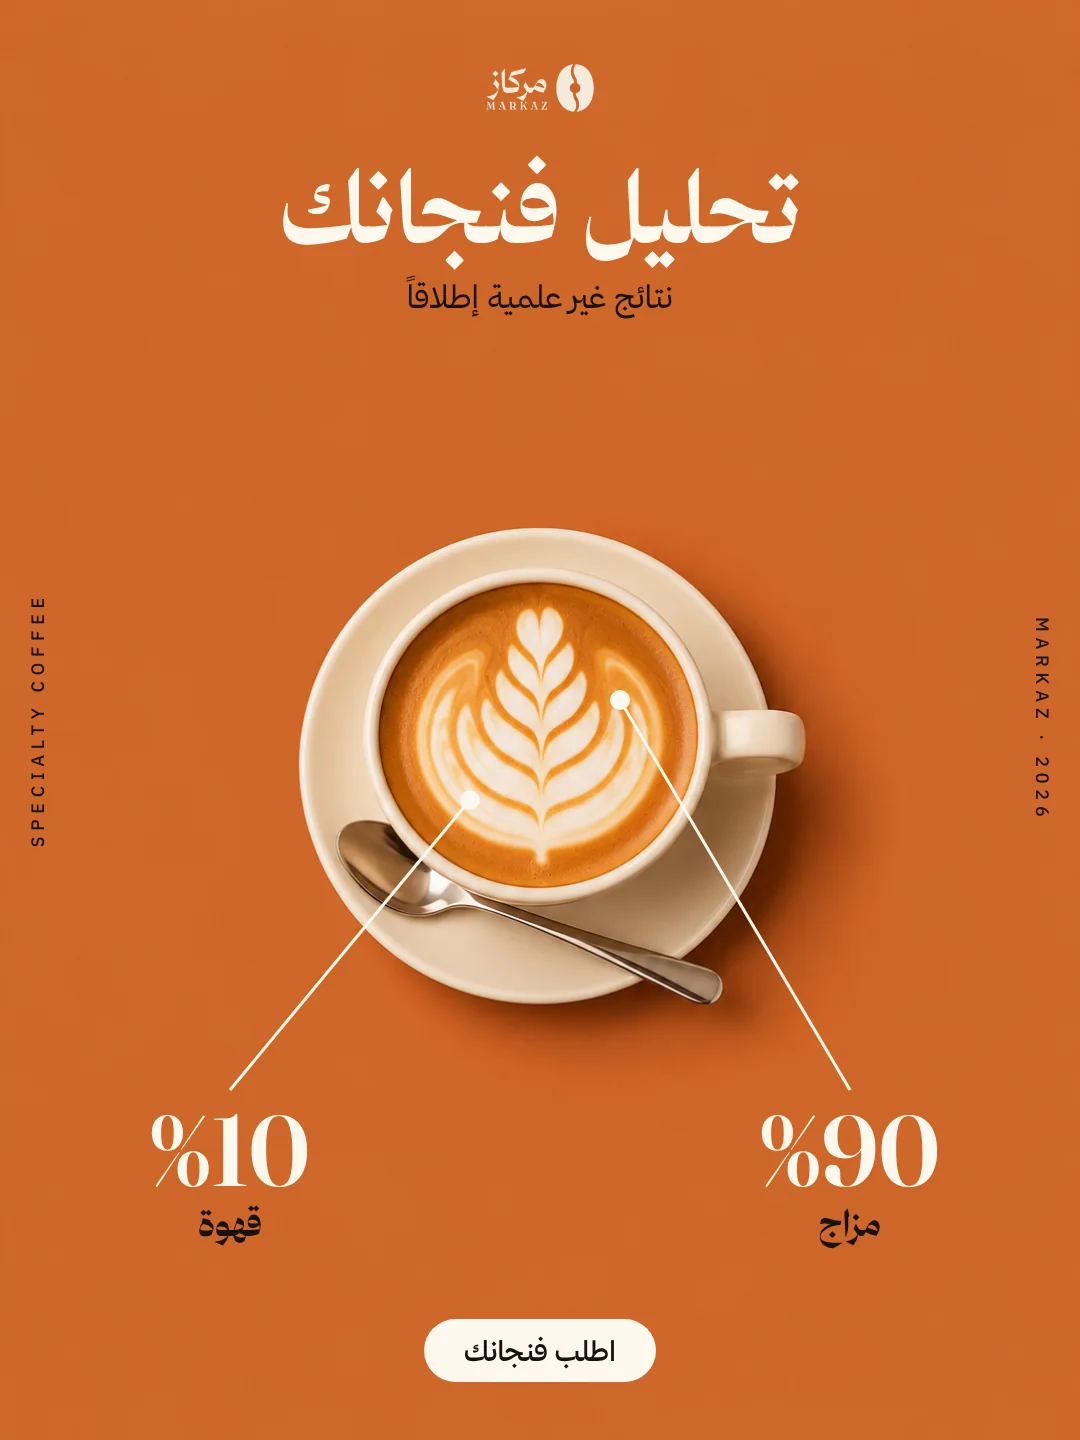 مركاز
MARKAZ
تحليل فنجانك
نتائج غير علمية إطلاقاً
SPECIALTY COFFEE
MARKAZ · 2026
%90
مزاج
%10
قهوة
اطلب فنجانك